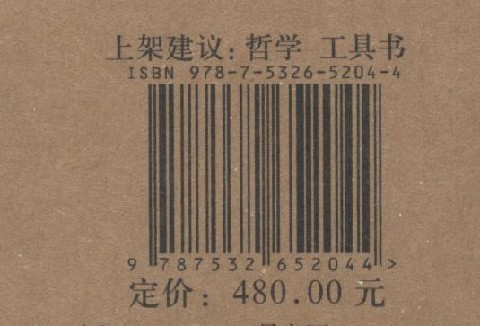 上架建议：哲学 工具书
ISBN 978-7-5326-5204-4
9 787532 652044 >
定价：480.00 元